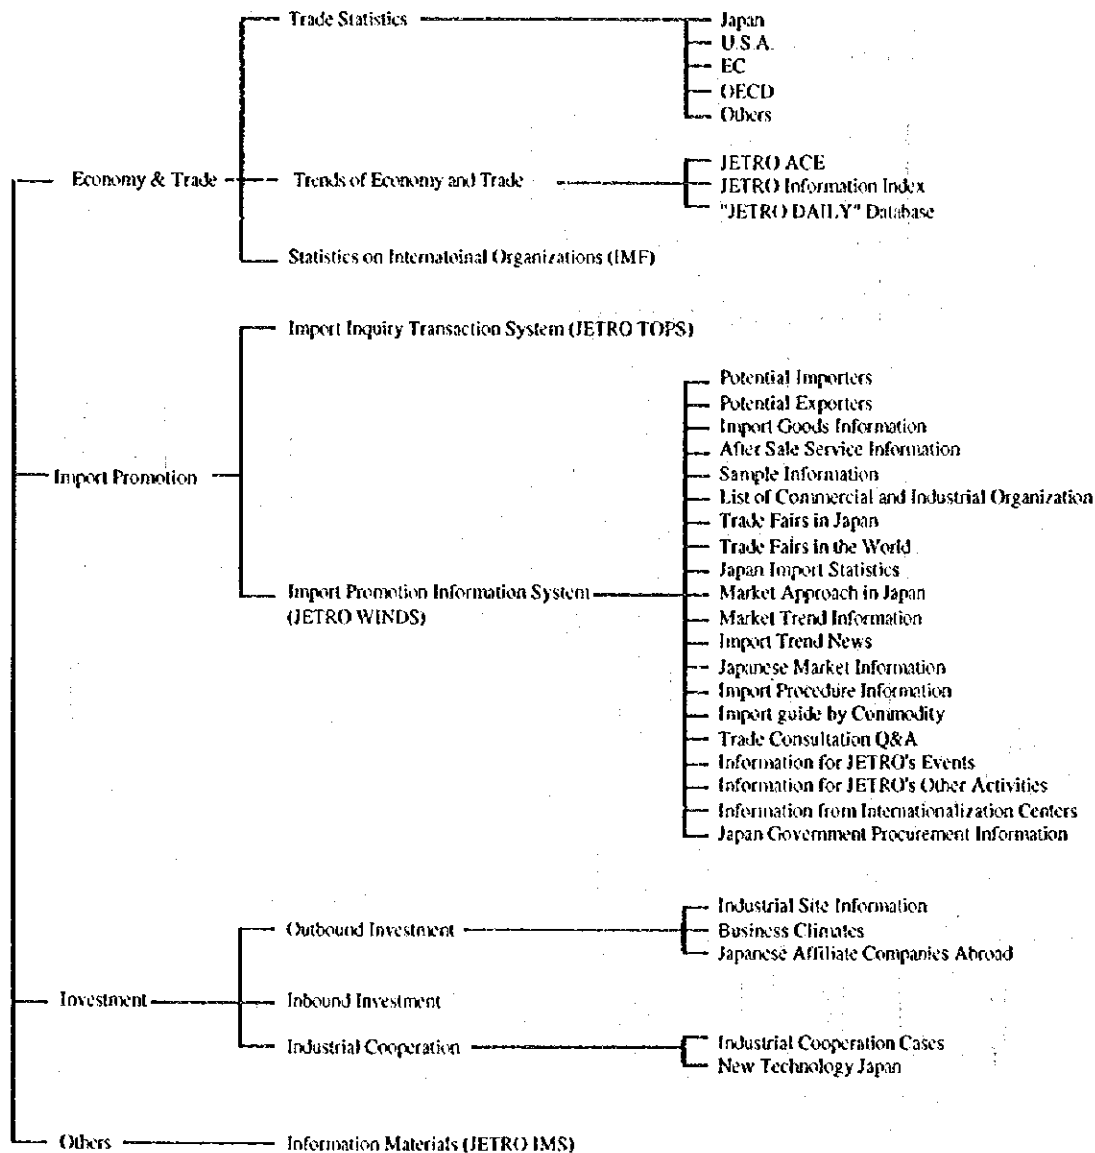 Trade Statistics
Japan
U.S.A.
EC
OECD
Others
Economy & Trade
Trends of Economy and Trade
JETRO ACE
JETRO Information Index
"JETRO DAILY" Database
Statistics on Internatoinal Organizations (IMF)
Import Promotion
Import Inquiry Transaction System (JETRO TOPS)
Import Promotion Information System
(JETRO WINDS)
Potential Importers
Potential Exporters
Import Goods Information
After Sale Service Information
Sample Information
List of Commercial and Industrial Organization
Trade Fairs in Japan
Trade Fairs in the World
Japan Import Statistics
Market Approach in Japan
Market Trend Information
Import Trend News
Japanese Market Information
Import Procedure Information
Import guide by Commodity
Trade Consultation Q&A
Information for JETRO's Events
Information for JETRO's Other Activities
Information from Internationalization Centers
Japan Government Procurement Information
Investment
Outbound Investment
Industrial Site Information
Business Climates
Japanese Affiliate Companies Abroad
Inbound Investment
Industrial Cooperation
Industrial Cooperation Cases
New Technology Japan
Others
Information Materials (JETRO IMS)